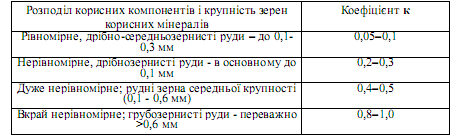 Розподіл корисних компонентів і крупність зерен
корисних мінералів
Коефіцієнт к
Рівномірне, дрібно-середньозернисті руди – до 0,1-
0,3 мм
0,05–0,1
Нерівномірне, дрібнозернисті руди - в основному до
0,1 мм
0,2–0,3
Дуже нерівномірне; рудні зерна середньої крупності
(0,1 - 0,6 мм)
0,4–0,5
Вкрай нерівномірне; грубозернисті руди - переважно
>0,6 мм
0,8–1,0